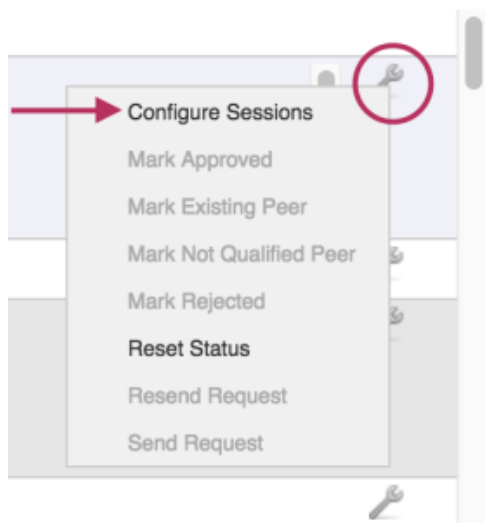 Configure Sessions
Mark Approved
Mark Existing Peer
Mark Not Qualified Peer
Mark Rejected
Reset Status
Resend Request
Send Request